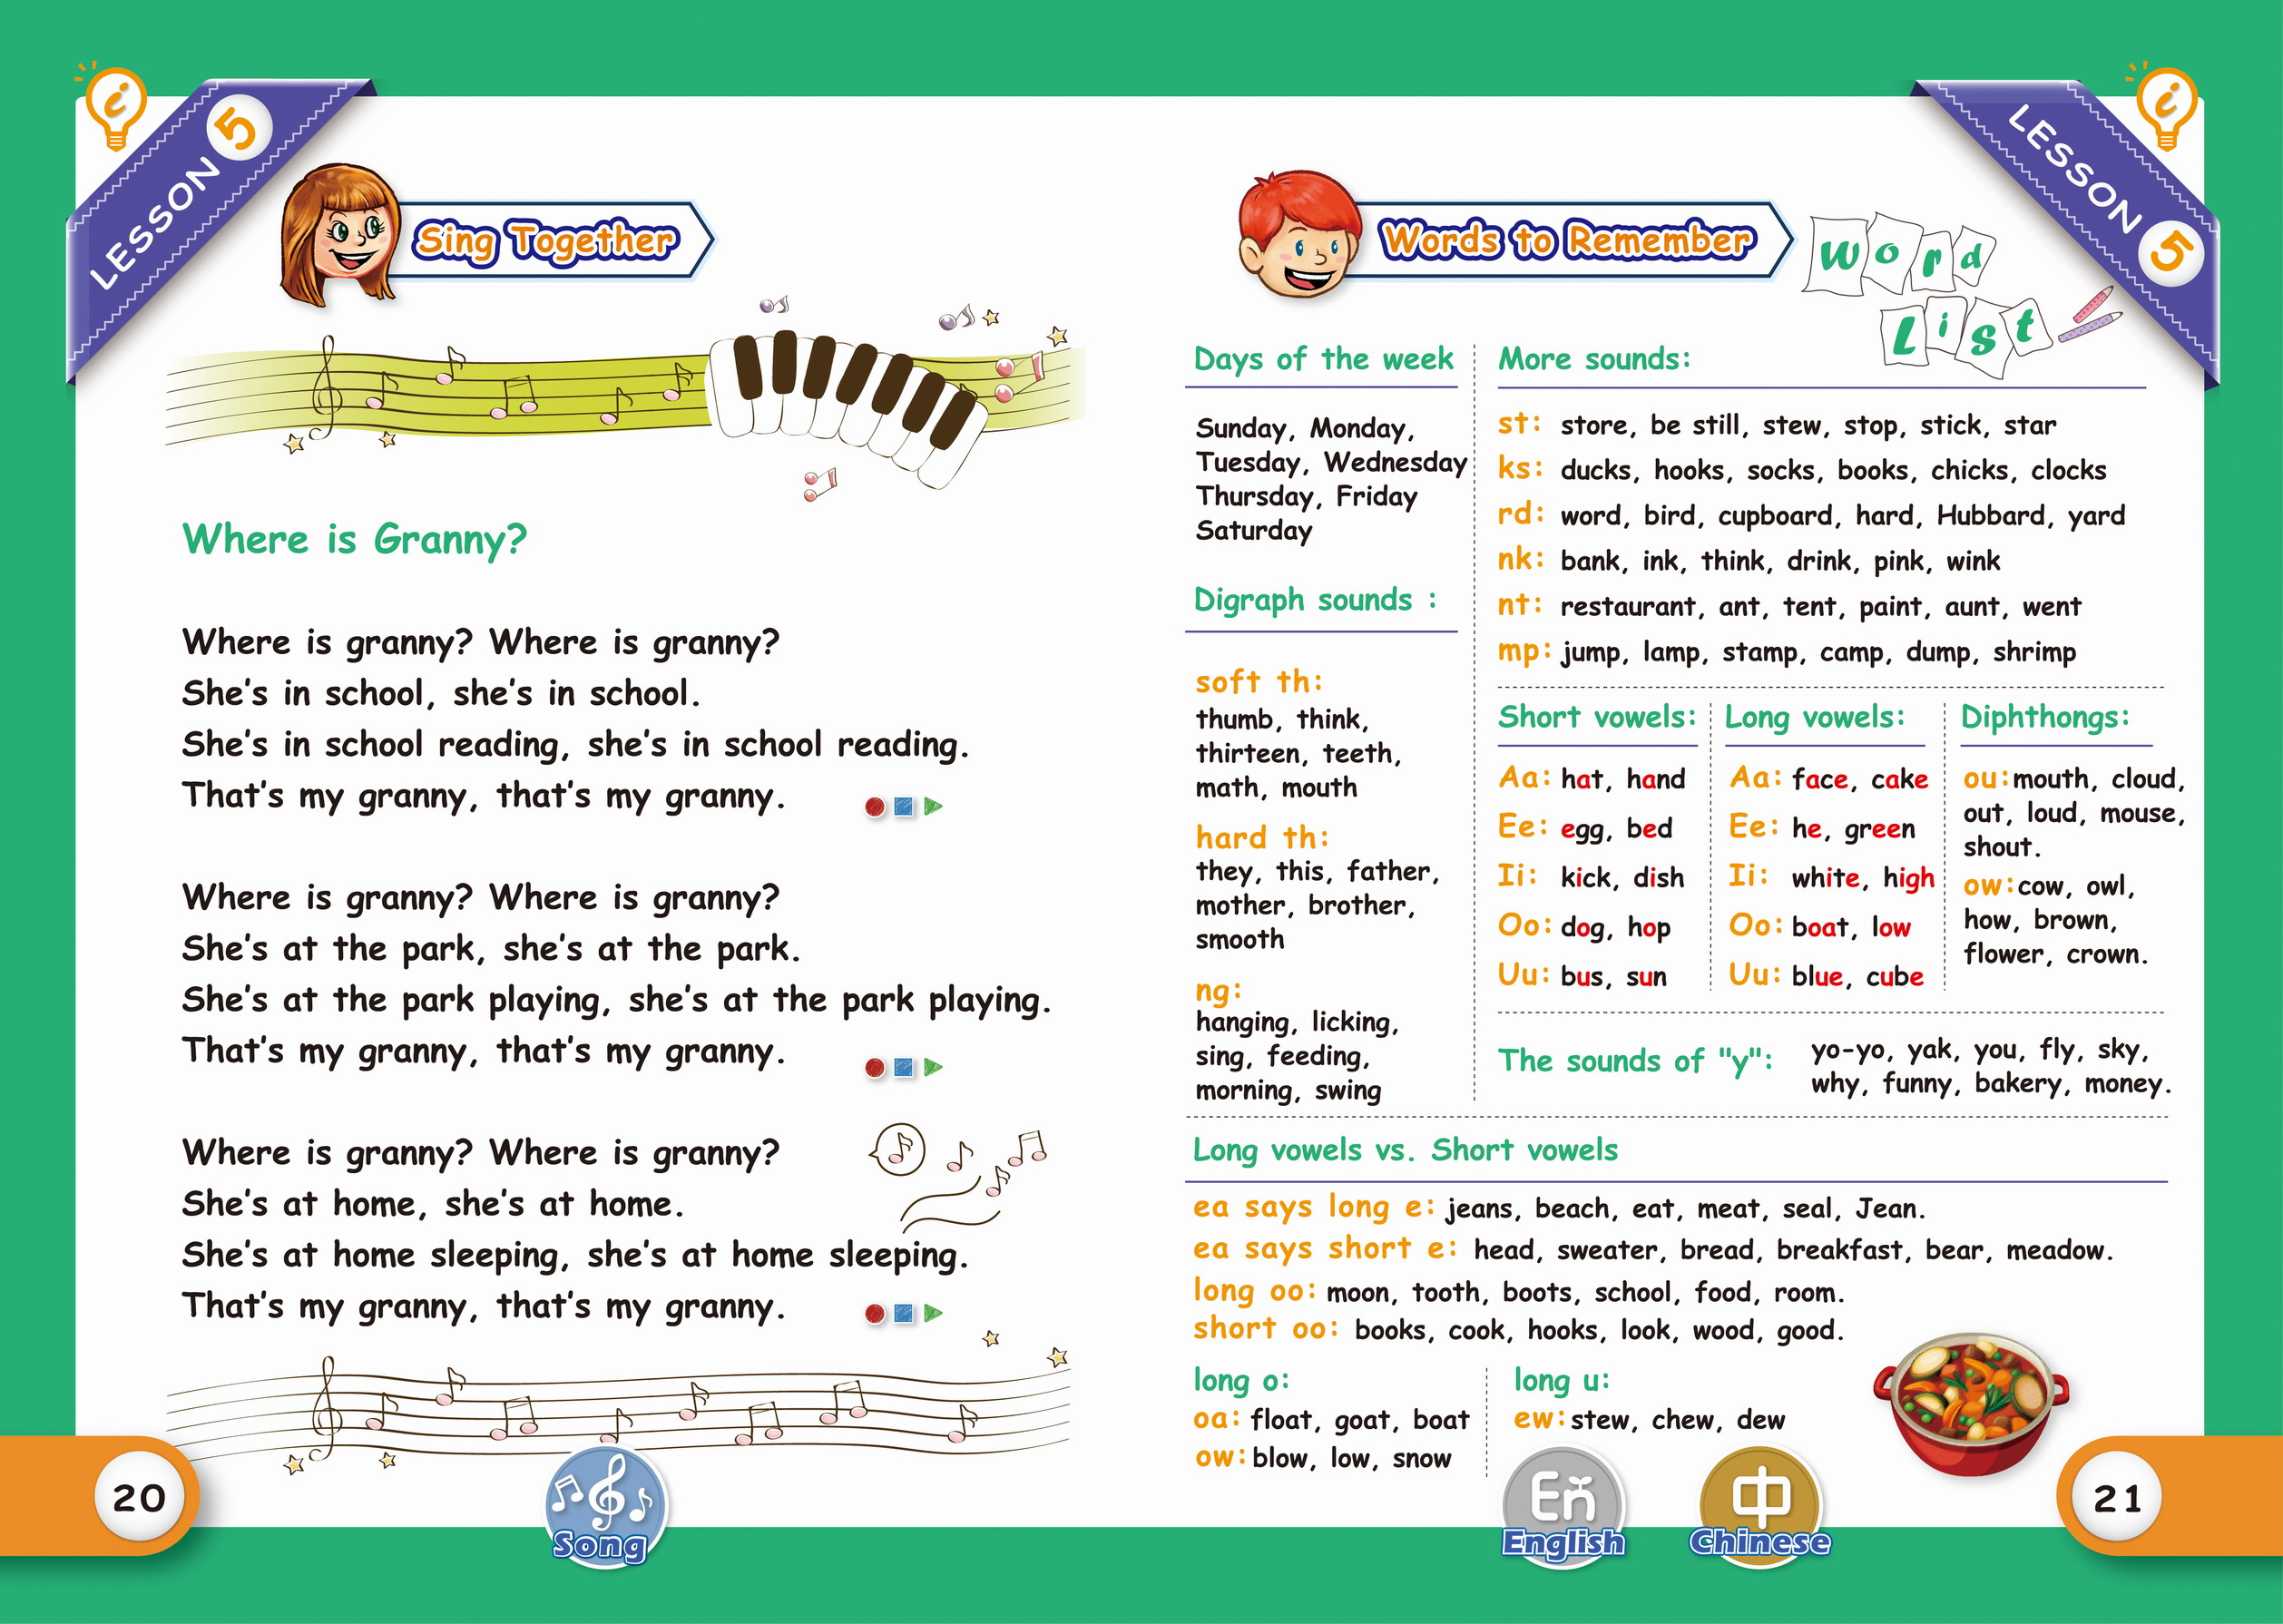 LESSON 5
Sing Together
Where is Granny?
Where is granny? Where is granny?
She's in school, she's in school.
She's in school reading, she's in school reading.
That's my granny, that's my granny.
Where is granny? Where is granny?
She's at the park, she's at the park.
She's at the park playing, she's at the park playing.
That's my granny, that's my granny.
Where is granny? Where is granny?
She's at home, she's at home.
She's at home sleeping, she's at home sleeping.
That's my granny, that's my granny.
20
Song
LESSON 5
Words to Remember
Word
List
Days of the week
Sunday, Monday,
Tuesday, Wednesday
Thursday, Friday
Saturday
Digraph sounds :
soft th:
thumb, think,
thirteen, teeth,
math, mouth
hard th:
they, this, father,
mother, brother,
smooth
ng:
hanging, licking,
sing, feeding,
morning, swing
More sounds:
st: store, be still, stew, stop, stick, star
ks: ducks, hooks, socks, books, chicks, clocks
rd: word, bird, cupboard, hard, Hubbard, yard
nk: bank, ink, think, drink, pink, wink
nt: restaurant, ant, tent, paint, aunt, went
mp: jump, lamp, stamp, camp, dump, shrimp
Short vowels:
Aa: hat, hand
Ee: egg, bed
Ii: kick, dish
Oo: dog, hop
Uu: bus, sun
Long vowels:
Aa: face, cake
Ee: he, green
Ii: white, high
Oo: boat, low
Uu: blue, cube
Diphthongs:
ou: mouth, cloud,
out, loud, mouse,
shout.
ow: cow, owl,
how, brown,
flower, crown.
The sounds of "y": yo-yo, yak, you, fly, sky,
why, funny, bakery, money.
Long vowels vs. Short vowels
ea says long e: jeans, beach, eat, meat, seal, Jean.
ea says short e: head, sweater, bread, breakfast, bear, meadow.
long oo: moon, tooth, boots, school, food, room.
short oo: books, cook, hooks, look, wood, good.
long o:
oa: float, goat, boat
ow: blow, low, snow
long u:
ew: stew, chew, dew
En
English
中
Chinese
21